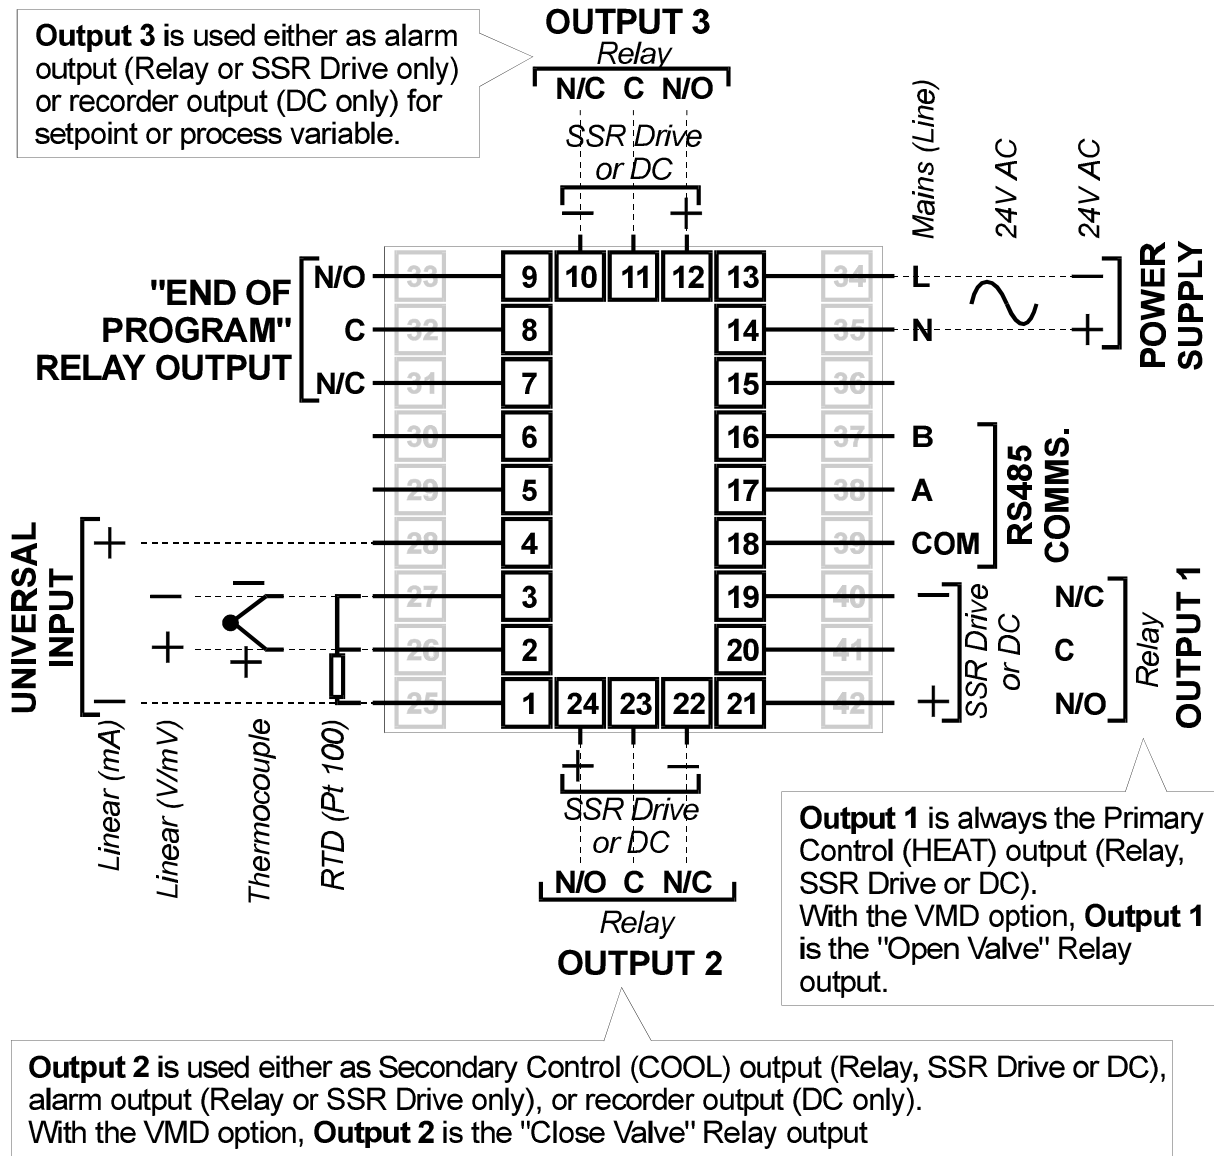 OUTPUT 3
Relay
N/C C N/O
SSR Drive
or DC
Output 3 is used either as alarm
output (Relay or SSR Drive only)
or recorder output (DC only) for
setpoint or process variable.
Mains (Line)
24V AC
24V AC
"END OF
PROGRAM"
RELAY OUTPUT
N/O
C
N/C
33
32
31
30
29
28
27
26
25
9
8
7
6
5
4
3
2
1
10 11 12
13
14
15
16
17
18
19
20
21
24 23 22
34
35
36
37
38
39
40
41
42
L
N
POWER
SUPPLY
B
A
COM
RS485
COMMS.
UNIVERSAL
INPUT
Linear (mA)
Linear (V/mV)
Thermocouple
RTD (Pt 100)
SSR Drive
or DC
N/C
C
N/O
Relay
OUTPUT 1
SSR Drive
or DC
N/O C N/C
Relay
OUTPUT 2
Output 1 is always the Primary
Control (HEAT) output (Relay,
SSR Drive or DC).
With the VMD option, Output 1
is the "Open Valve" Relay
output.
Output 2 is used either as Secondary Control (COOL) output (Relay, SSR Drive or DC),
alarm output (Relay or SSR Drive only), or recorder output (DC only).
With the VMD option, Output 2 is the "Close Valve" Relay output